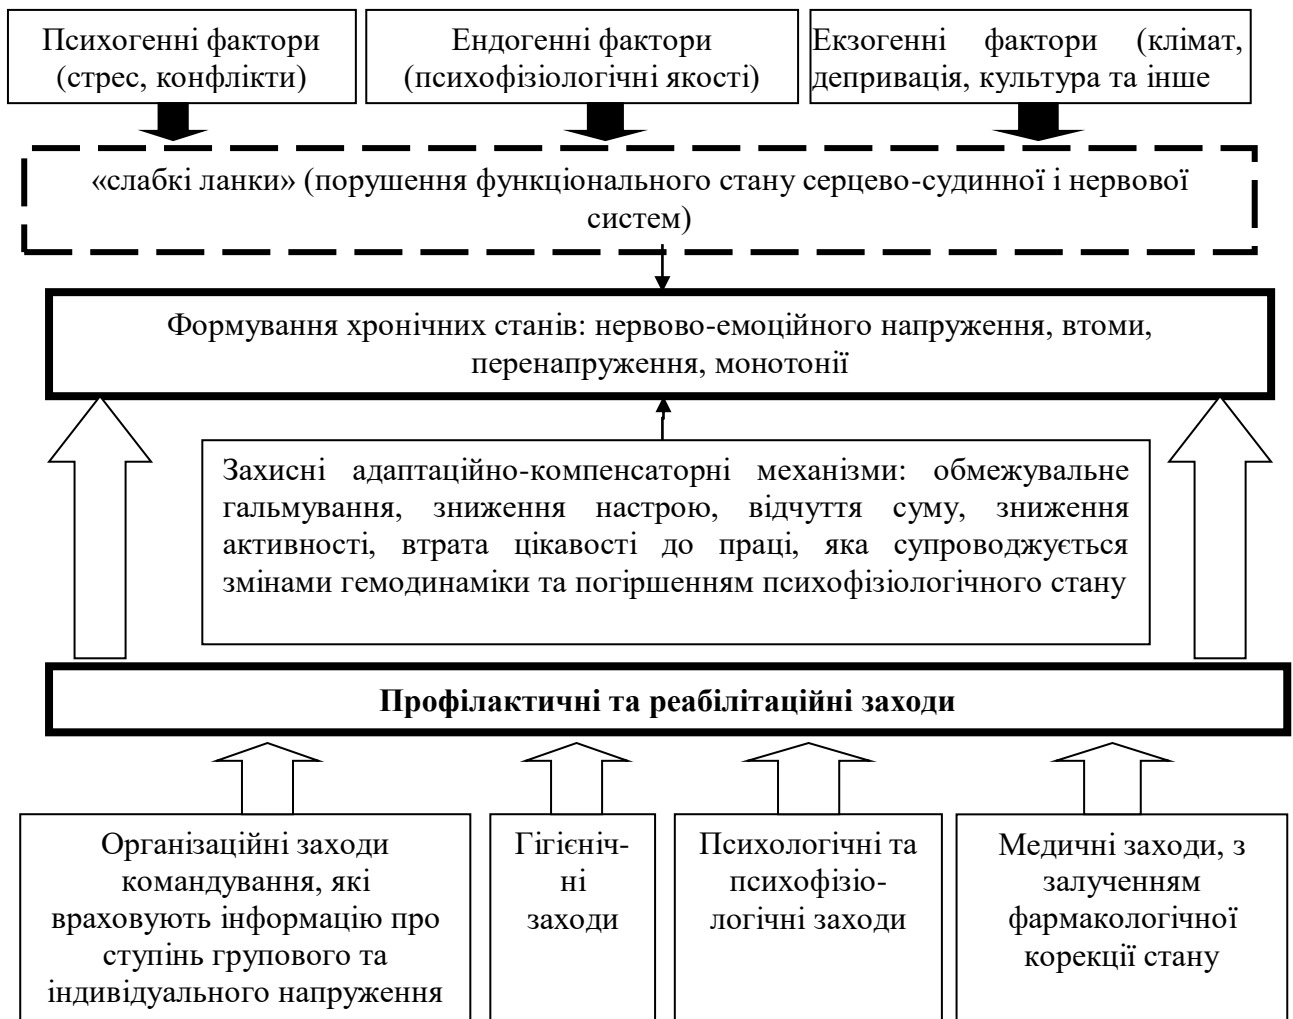 Психогенні фактори
(стрес, конфлікти)
Ендогенні фактори
(психофізіологічні якості)
Екзогенні фактори (клімат,
депривація, культура та інше
«слабкі ланки» (порушення функціонального стану серцево-судинної і нервової
систем)
Формування хронічних станів: нервово-емоційного напруження, втоми,
перенапруження, монотонії
Захисні адаптаційно-компенсаторні механізми: обмежувальне
гальмування, зниження настрою, відчуття суму, зниження
активності, втрата цікавості до праці, яка супроводжується
змінами гемодинаміки та погіршенням психофізіологічного стану
Профілактичні та реабілітаційні заходи
Організаційні заходи
командування, які
враховують інформацію про
ступінь групового та
індивідуального напруження
Гігієніч-
ні
заходи
Психологічні та
психофізіо-
логічні заходи
Медичні заходи, з
залученням
фармакологічної
корекції стану